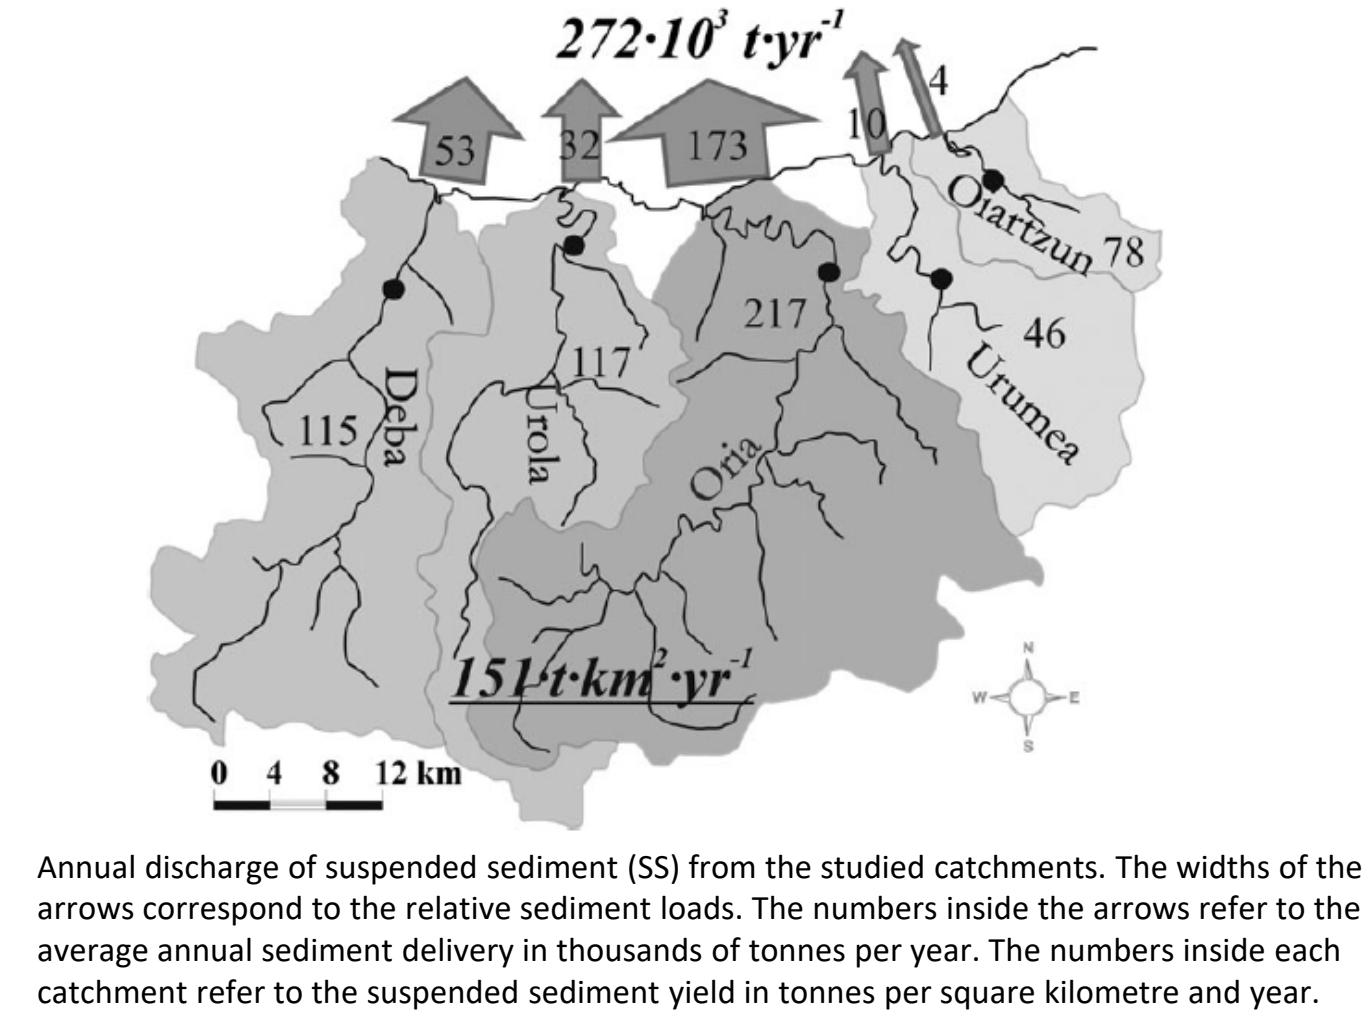 272·10³ t·yr⁻¹
53
32
173
10
4
Oiartzun
78
217
46
117
Urumea
115
Deba
Urola
Oria
151·t·km²·yr⁻¹
N
W
E
S
0 4 8 12 km
Annual discharge of suspended sediment (SS) from the studied catchments. The widths of the
arrows correspond to the relative sediment loads. The numbers inside the arrows refer to the
average annual sediment delivery in thousands of tonnes per year. The numbers inside each
catchment refer to the suspended sediment yield in tonnes per square kilometre and year.